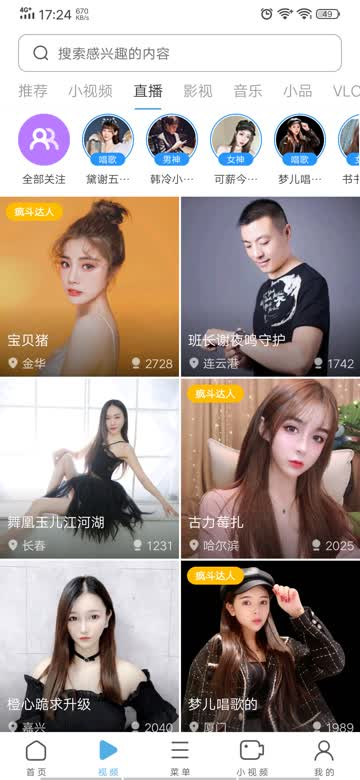 4G+ 17:24 670 KB/s 49
搜索感兴趣的内容
推荐 小视频 直播 影视 音乐 小品 VLO
唱歌 男神 女神 唱歌
全部关注 黛谢五… 韩冷小… 可薪今… 梦儿唱… 书书
疯斗达人
宝贝猪
金华 2728
班长谢夜鸣守护
连云港 1742
舞凰玉儿江河湖
长春 1231
疯斗达人
古力莓扎
哈尔滨 2025
橙心跪求升级
嘉兴 2040
疯斗达人
梦儿唱歌的
厦门 1989
首页 视频 菜单 小视频 我的